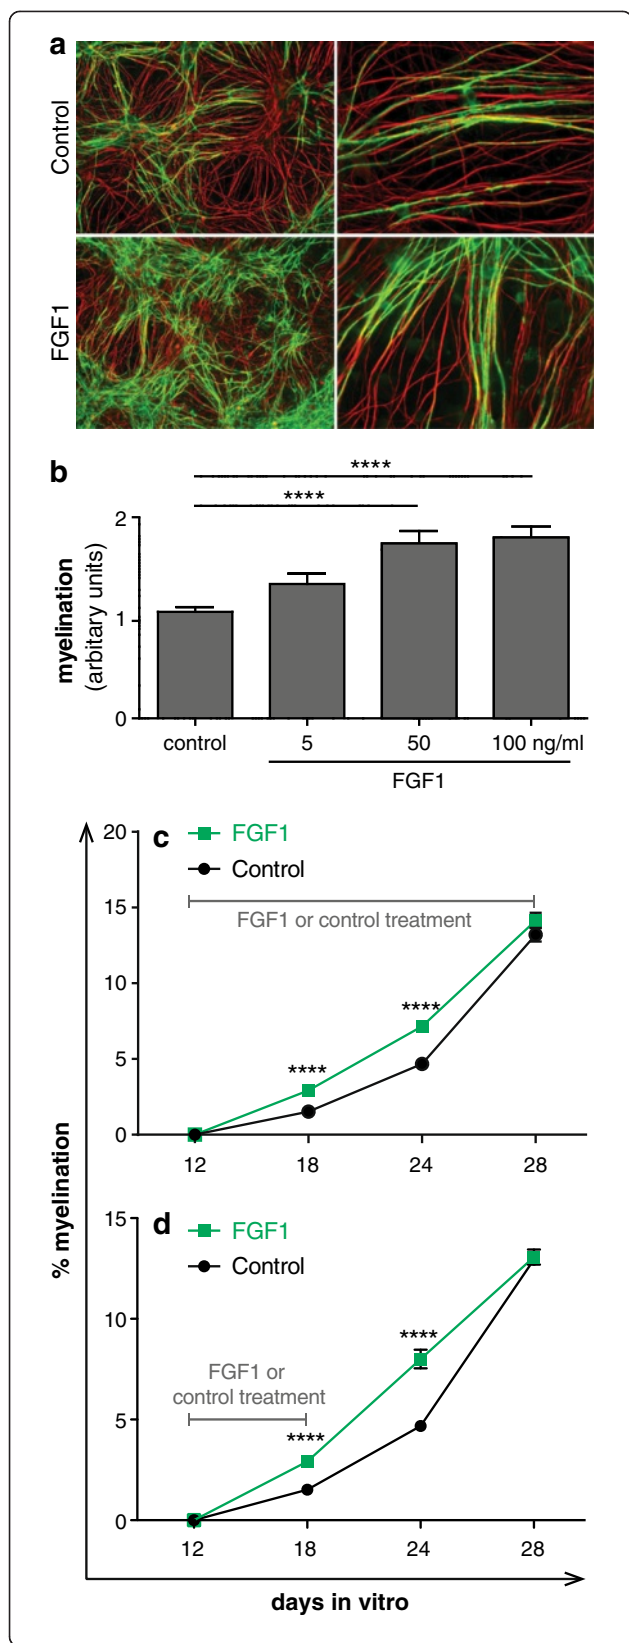 a
Control
FGF1
b
****
****
myelination
(arbitary units)
2
1
0
control
5
50
100 ng/ml
FGF1
% myelination
c
FGF1
Control
20
15
10
5
0
FGF1 or control treatment
****
****
12
18
24
28
d
FGF1
Control
15
10
5
0
FGF1 or
control treatment
****
****
12
18
24
28
days in vitro